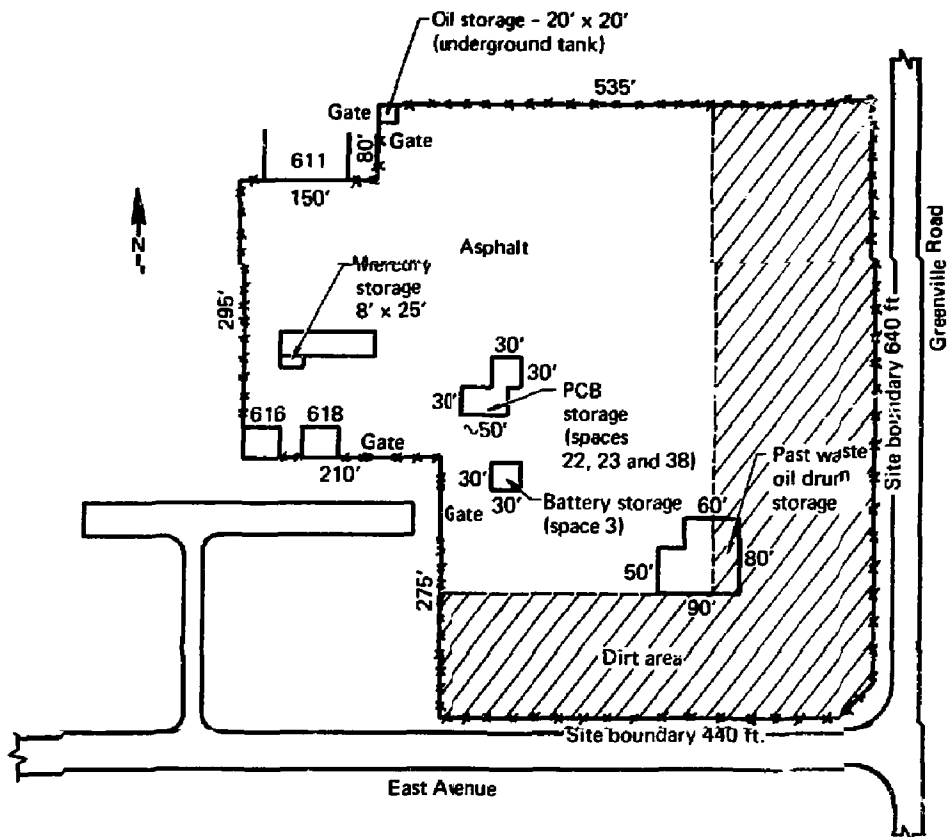 Oil storage - 20' x 20'
(underground tank)
535'
Gate
Gate
80'
611
150'
N
Asphalt
Mercury
storage
8' x 25'
295'
Greenville Road
Site boundary 640 ft
30'
30'
30'
~50'
PCB
storage
(spaces
22, 23 and 38)
616
618
Gate
210'
30'
30'
Battery storage
(space 3)
Past waste
oil drum
storage
Gate
60'
50'
80'
90'
275'
Dirt area
Site boundary 440 ft.
East Avenue